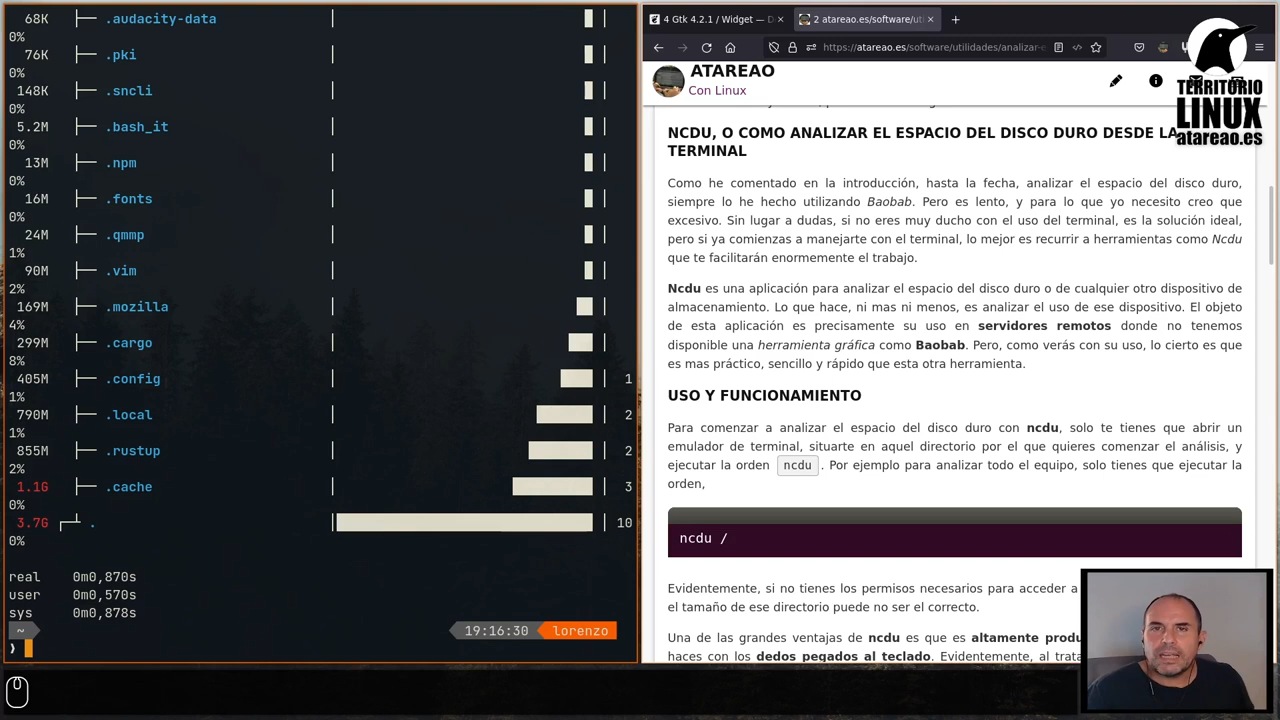 68K ├── .audacity-data │ █│
0%
76K ├── .pki │ █│
0%
148K ├── .sncli │ █│
0%
5.2M ├── .bash_it │ █│
0%
13M ├── .npm │ █│
0%
16M ├── .fonts │ █│
0%
24M ├── .qmmp │ █│
1%
90M ├── .vim │ █│
2%
169M ├── .mozilla │ ██│
4%
299M ├── .cargo │ ███│
8%
405M ├── .config │ ████│ 1
1%
790M ├── .local │ ███████│ 2
1%
855M ├── .rustup │ ████████│ 2
2%
1.1G ├── .cache │ ██████████│ 3
0%
3.7G ┌─┴ . │████████████████████████████████│ 10
0%
real 0m0,870s
user 0m0,570s
sys 0m0,878s
~ 19:16:30 lorenzo
❯
4 Gtk 4.2.1 / Widget — D
2 atareao.es/software/uti
https://atareao.es/software/utilidades/analizar-e
ATAREAO
Con Linux
TERRITORIO
LINUX
atareao.es
NCDU, O COMO ANALIZAR EL ESPACIO DEL DISCO DURO DESDE LA
TERMINAL
Como he comentado en la introducción, hasta la fecha, analizar el espacio del disco duro,
siempre lo he hecho utilizando Baobab. Pero es lento, y para lo que yo necesito creo que
excesivo. Sin lugar a dudas, si no eres muy ducho con el uso del terminal, es la solución ideal,
pero si ya comienzas a manejarte con el terminal, lo mejor es recurrir a herramientas como Ncdu
que te facilitarán enormemente el trabajo.
Ncdu es una aplicación para analizar el espacio del disco duro o de cualquier otro dispositivo de
almacenamiento. Lo que hace, ni mas ni menos, es analizar el uso de ese dispositivo. El objeto
de esta aplicación es precisamente su uso en servidores remotos donde no tenemos
disponible una herramienta gráfica como Baobab. Pero, como verás con su uso, lo cierto es que
es mas práctico, sencillo y rápido que esta otra herramienta.
USO Y FUNCIONAMIENTO
Para comenzar a analizar el espacio del disco duro con ncdu, solo te tienes que abrir un
emulador de terminal, situarte en aquel directorio por el que quieres comenzar el análisis, y
ejecutar la orden ncdu . Por ejemplo para analizar todo el equipo, solo tienes que ejecutar la
orden,
ncdu /
Evidentemente, si no tienes los permisos necesarios para acceder a
el tamaño de ese directorio puede no ser el correcto.
Una de las grandes ventajas de ncdu es que es altamente produ
haces con los dedos pegados al teclado. Evidentemente, al trata